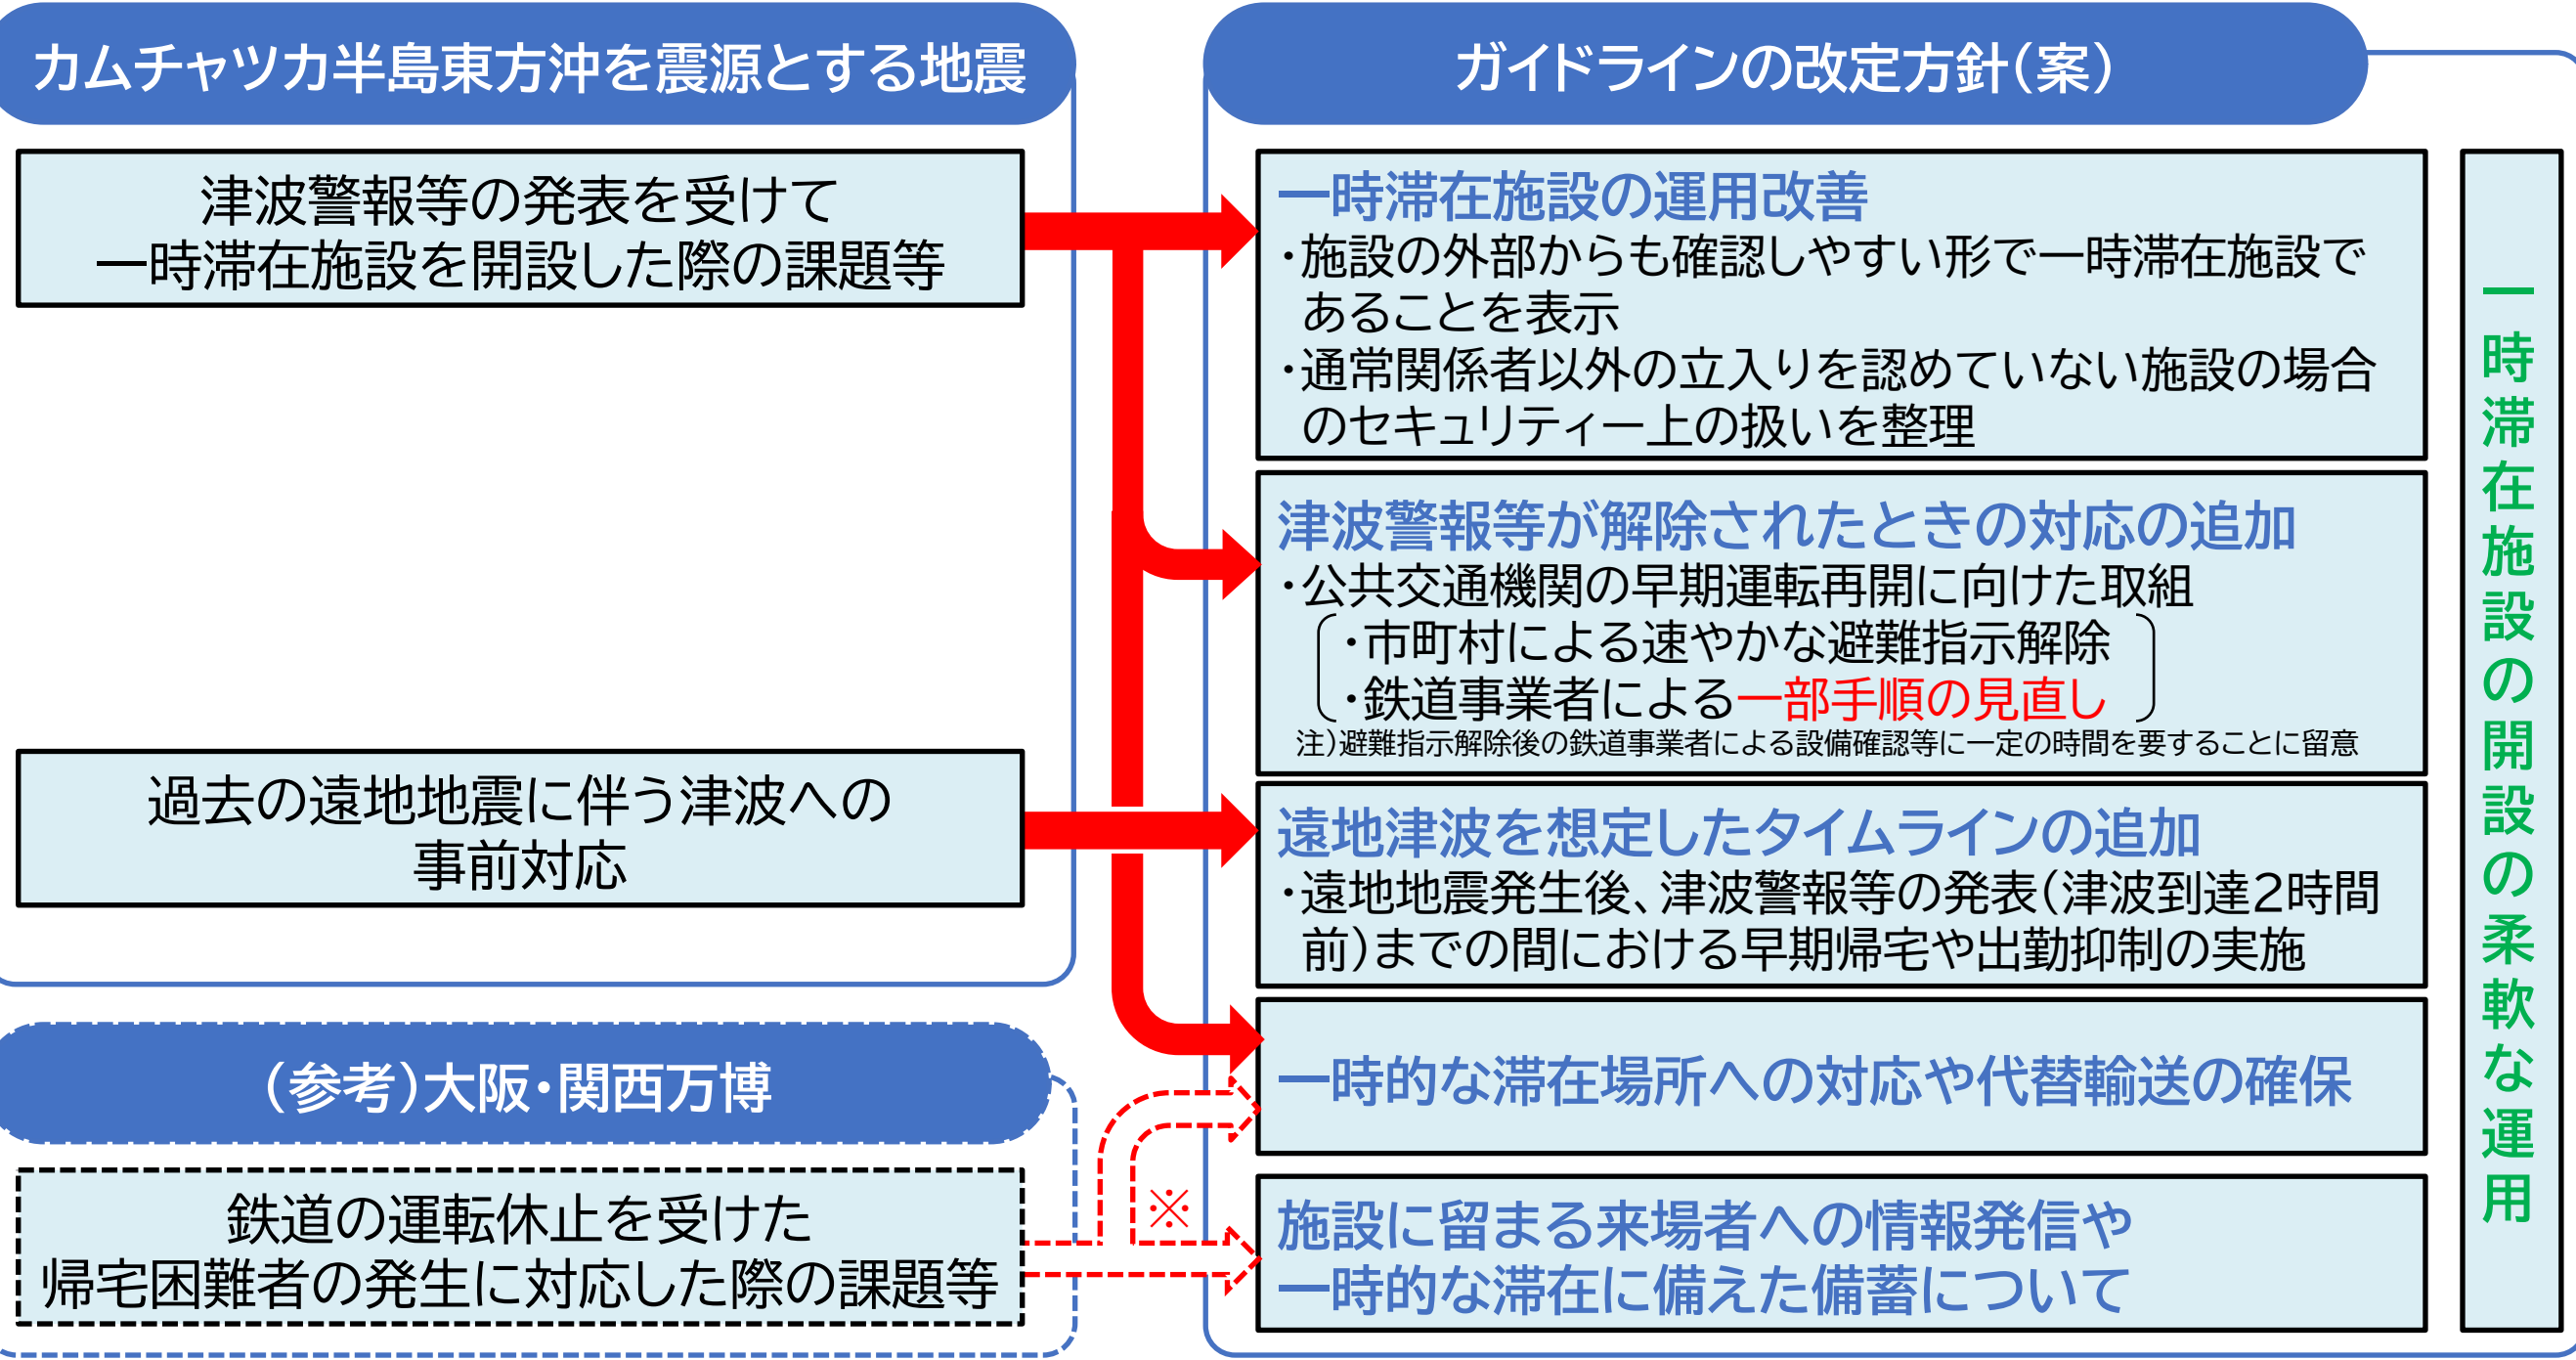 カムチャツカ半島東方沖を震源とする地震
津波警報等の発表を受けて
一時滞在施設を開設した際の課題等
過去の遠地地震に伴う津波への
事前対応
（参考）大阪・関西万博
鉄道の運転休止を受けた
帰宅困難者の発生に対応した際の課題等
※
ガイドラインの改定方針（案）
一時滞在施設の運用改善
・施設の外部からも確認しやすい形で一時滞在施設で
あることを表示
・通常関係者以外の立入りを認めていない施設の場合
のセキュリティー上の扱いを整理
津波警報等が解除されたときの対応の追加
・公共交通機関の早期運転再開に向けた取組
・市町村による速やかな避難指示解除
・鉄道事業者による一部手順の見直し
注）避難指示解除後の鉄道事業者による設備確認等に一定の時間を要することに留意
遠地津波を想定したタイムラインの追加
・遠地地震発生後、津波警報等の発表（津波到達２時間
前）までの間における早期帰宅や出勤抑制の実施
一時的な滞在場所への対応や代替輸送の確保
施設に留まる来場者への情報発信や
一時的な滞在に備えた備蓄について
一時滞在施設の開設の柔軟な運用